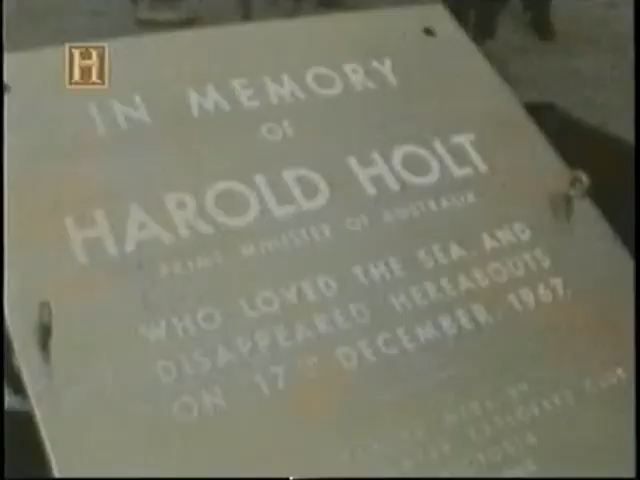 H
IN MEMORY
OF
HAROLD HOLT
PRIME MINISTER OF AUSTRALIA
WHO LOVED THE SEA AND
DISAPPEARED HEREABOUTS
ON 17TH DECEMBER, 1967